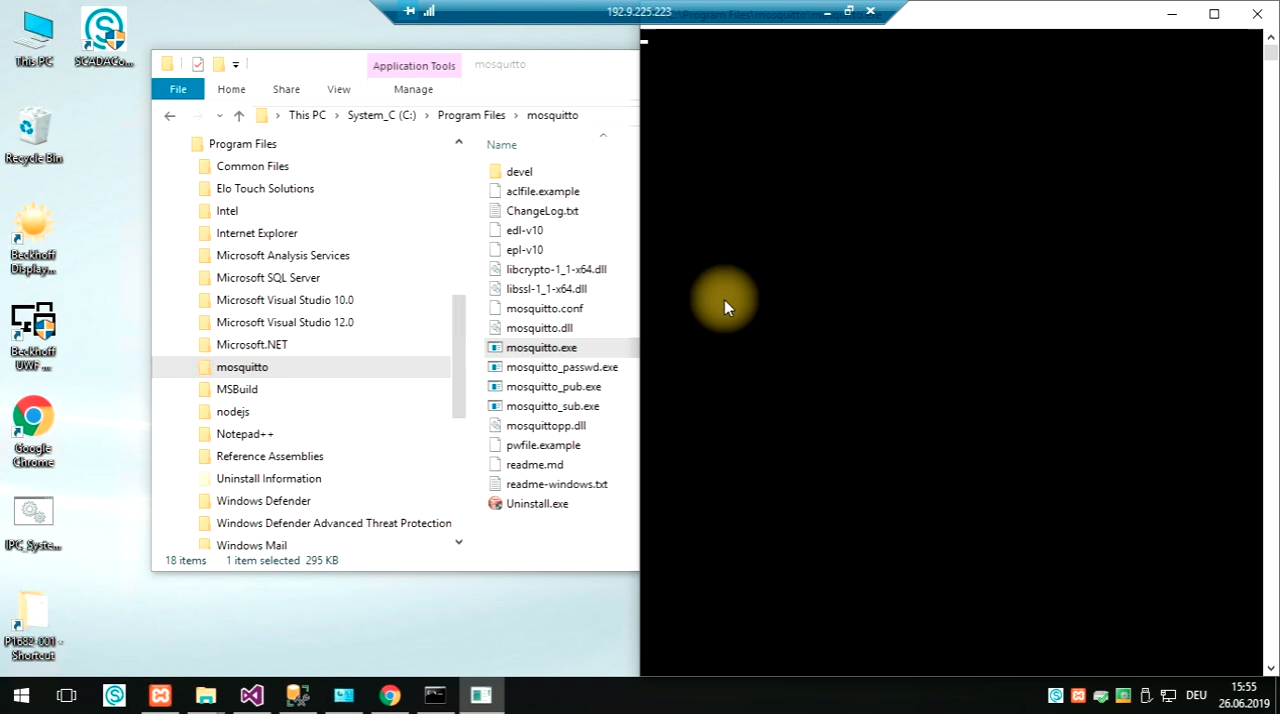 192.9.225.223
This PC
SCADACo...
Recycle Bin
Beckhoff
Display...
Beckhoff
UWF ...
Google
Chrome
IPC_Syste...
P1682-001 -
Shortcut
Application Tools
mosquitto
File
Home
Share
View
Manage
This PC > System_C (C:) > Program Files > mosquitto
Program Files
Common Files
Elo Touch Solutions
Intel
Internet Explorer
Microsoft Analysis Services
Microsoft SQL Server
Microsoft Visual Studio 10.0
Microsoft Visual Studio 12.0
Microsoft.NET
mosquitto
MSBuild
nodejs
Notepad++
Reference Assemblies
Uninstall Information
Windows Defender
Windows Defender Advanced Threat Protection
Windows Mail
Name
devel
aclfile.example
ChangeLog.txt
edl-v10
epl-v10
libcrypto-1_1-x64.dll
libssl-1_1-x64.dll
mosquitto.conf
mosquitto.dll
mosquitto.exe
mosquitto_passwd.exe
mosquitto_pub.exe
mosquitto_sub.exe
mosquittopp.dll
pwfile.example
readme.md
readme-windows.txt
Uninstall.exe
18 items
1 item selected 295 KB
DEU
15:55
26.06.2019